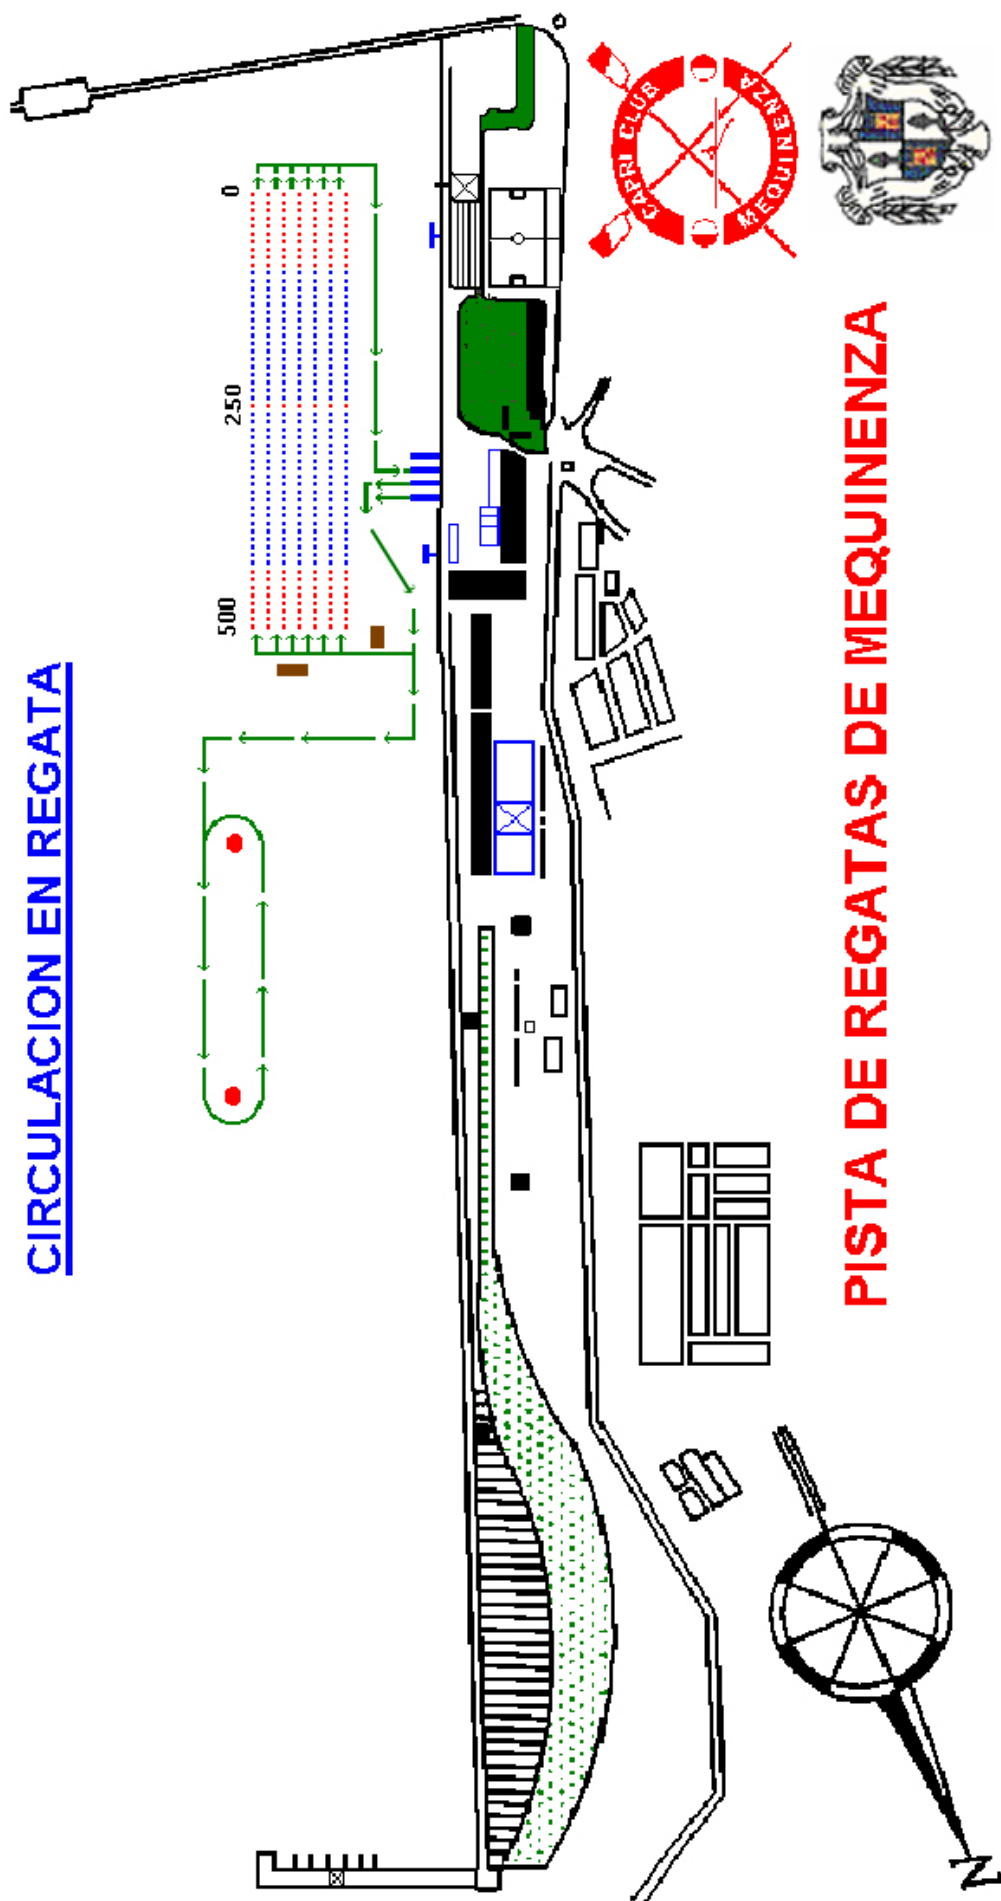 CIRCULACION EN REGATA
0
250
500
CAPRI CLUB
MEQUINENZA
PISTA DE REGATAS DE MEQUINENZA
N